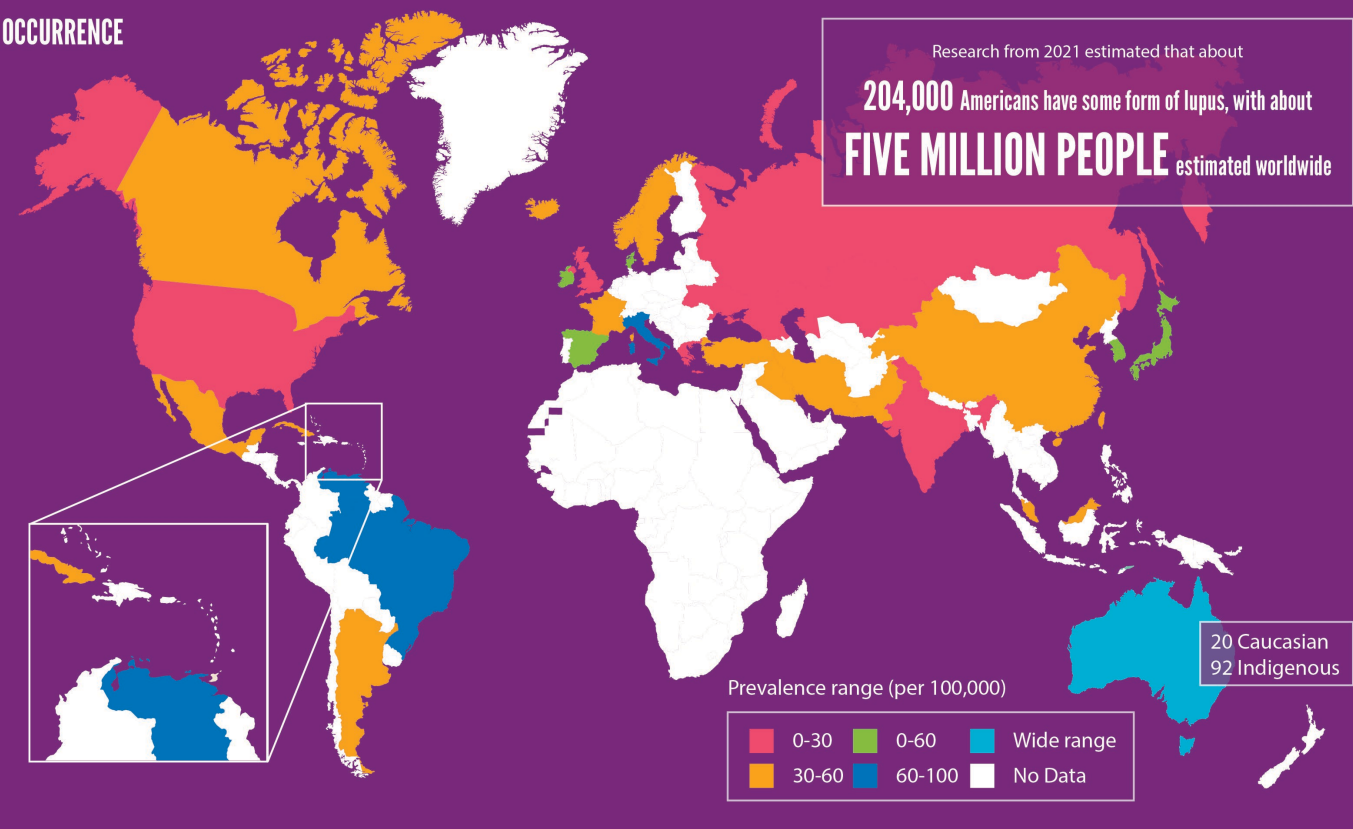 OCCURRENCE
Research from 2021 estimated that about
204,000 Americans have some form of lupus, with about
FIVE MILLION PEOPLE estimated worldwide
20 Caucasian
92 Indigenous
Prevalence range (per 100,000)
0-30 0-60 Wide range
30-60 60-100 No Data